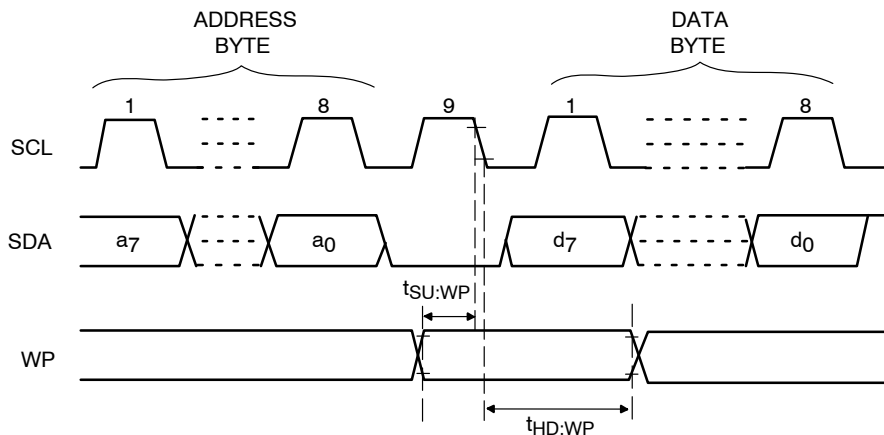 ADDRESS
BYTE
DATA
BYTE
1
8
9
1
8
SCL
SDA
a7
a0
d7
d0
tSU:WP
WP
tHD:WP